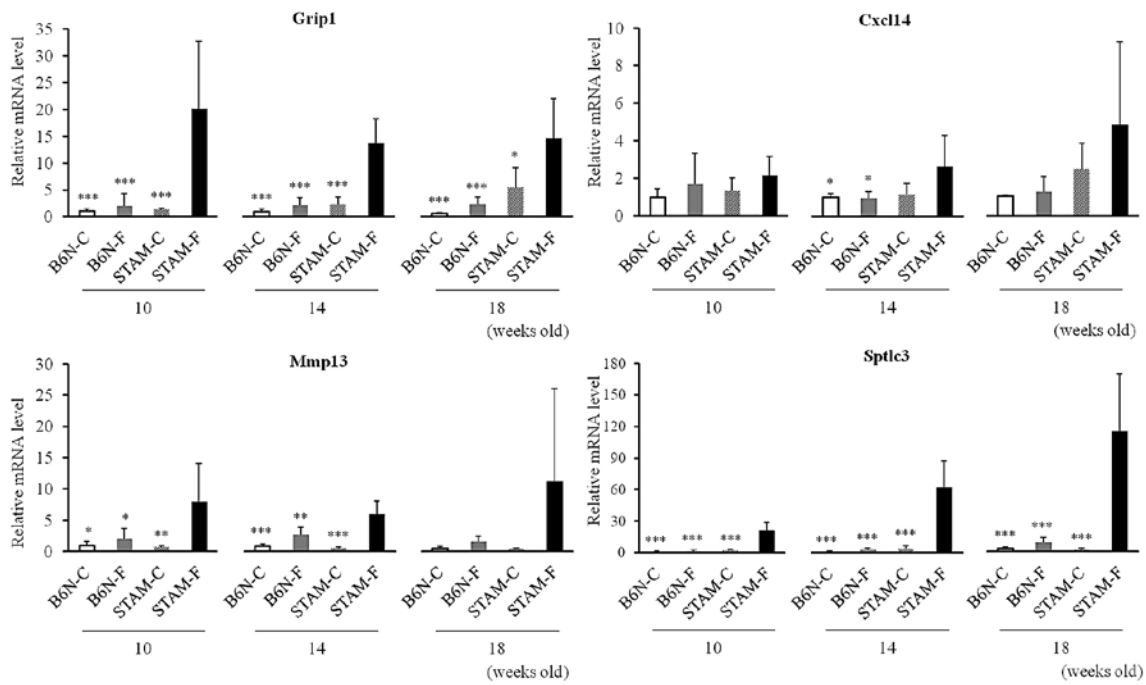 Grip1
Relative mRNA level
35
30
25
20
15
10
5
0
*** *** *** *** *** *** *** *** *
B6N-C B6N-F STAM-C STAM-F B6N-C B6N-F STAM-C STAM-F B6N-C B6N-F STAM-C STAM-F
10 14 18
(weeks old)
Cxcl14
Relative mRNA level
10
8
6
4
2
0
* *
B6N-C B6N-F STAM-C STAM-F B6N-C B6N-F STAM-C STAM-F B6N-C B6N-F STAM-C STAM-F
10 14 18
(weeks old)
Mmp13
Relative mRNA level
30
25
20
15
10
5
0
* * ** *** ** ***
B6N-C B6N-F STAM-C STAM-F B6N-C B6N-F STAM-C STAM-F B6N-C B6N-F STAM-C STAM-F
10 14 18
(weeks old)
Sptlc3
Relative mRNA level
180
150
120
90
60
30
0
*** *** *** *** *** *** *** *** ***
B6N-C B6N-F STAM-C STAM-F B6N-C B6N-F STAM-C STAM-F B6N-C B6N-F STAM-C STAM-F
10 14 18
(weeks old)